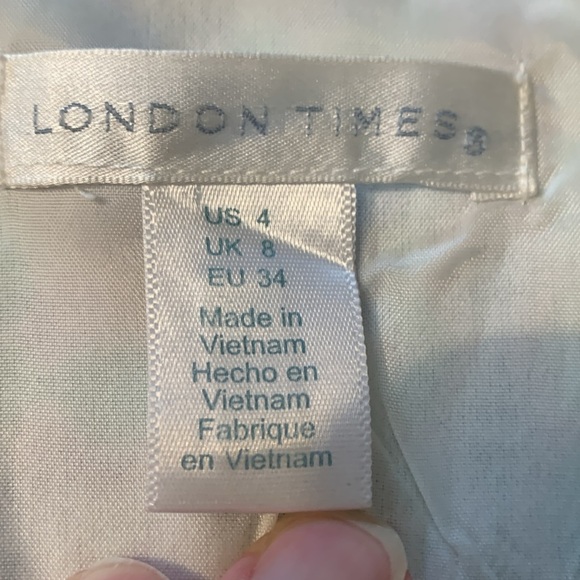 LONDON TIMES
US 4
UK 8
EU 34
Made in
Vietnam
Hecho en
Vietnam
Fabrique
en Vietnam